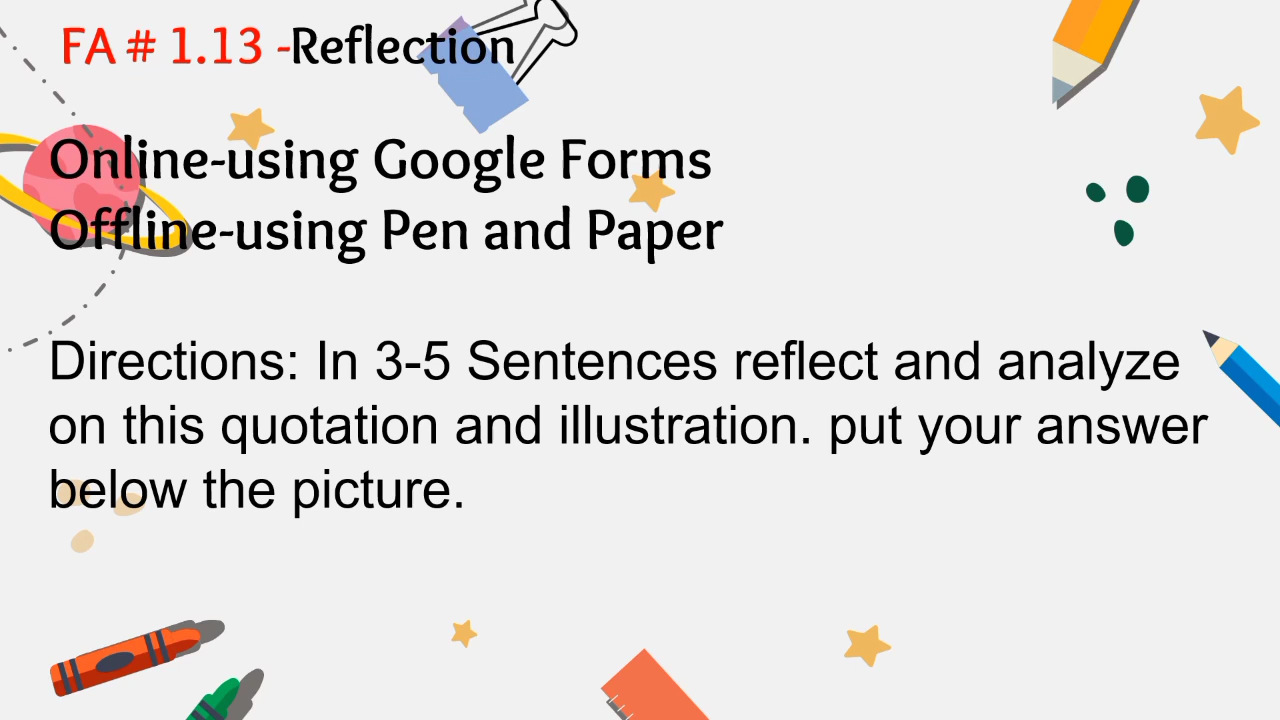 FA # 1.13 -Reflection
Online-using Google Forms
Offline-using Pen and Paper
Directions: In 3-5 Sentences reflect and analyze
on this quotation and illustration. put your answer
below the picture.